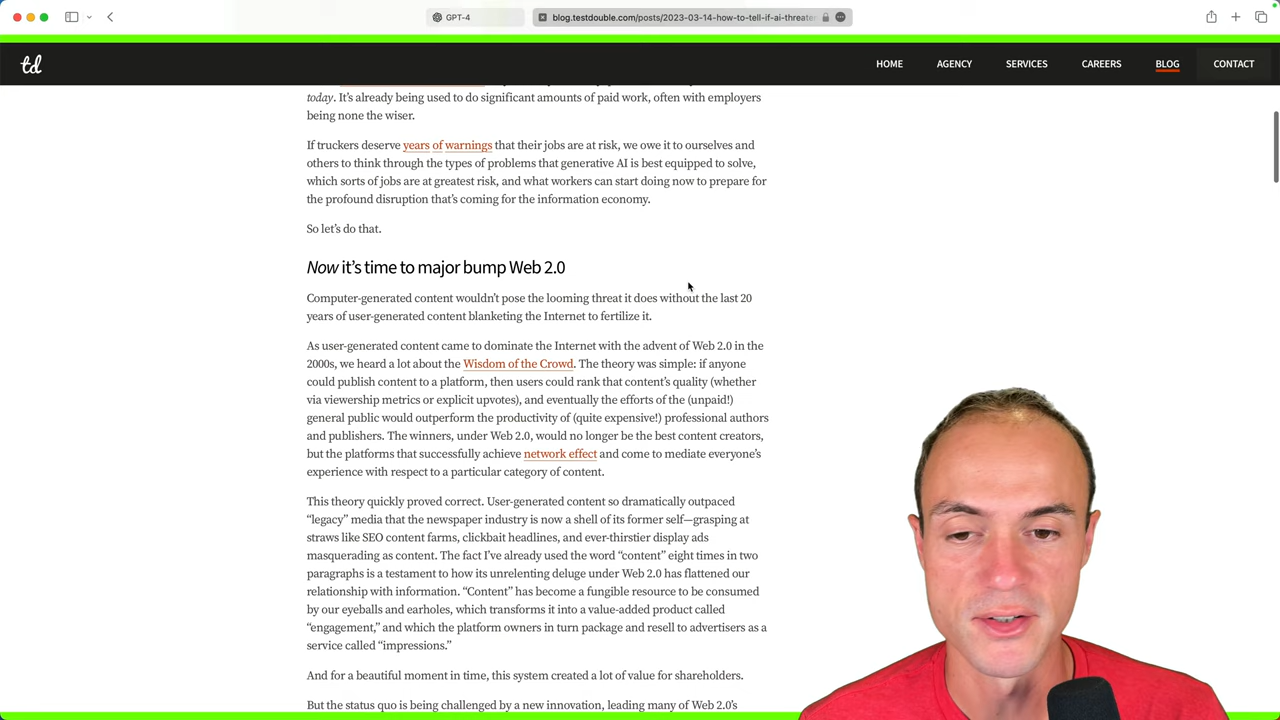 GPT-4
blog.testdouble.com/posts/2023-03-14-how-to-tell-if-ai-threate
td
HOME
AGENCY
SERVICES
CAREERS
BLOG
CONTACT
today. It's already being used to do significant amounts of paid work, often with employers
being none the wiser.
If truckers deserve years of warnings that their jobs are at risk, we owe it to ourselves and
others to think through the types of problems that generative AI is best equipped to solve,
which sorts of jobs are at greatest risk, and what workers can start doing now to prepare for
the profound disruption that's coming for the information economy.
So let's do that.
Now it's time to major bump Web 2.0
Computer-generated content wouldn't pose the looming threat it does without the last 20
years of user-generated content blanketing the Internet to fertilize it.
As user-generated content came to dominate the Internet with the advent of Web 2.0 in the
2000s, we heard a lot about the Wisdom of the Crowd. The theory was simple: if anyone
could publish content to a platform, then users could rank that content's quality (whether
via viewership metrics or explicit upvotes), and eventually the efforts of the (unpaid!)
general public would outperform the productivity of (quite expensive!) professional authors
and publishers. The winners, under Web 2.0, would no longer be the best content creators,
but the platforms that successfully achieve network effect and come to mediate everyone's
experience with respect to a particular category of content.
This theory quickly proved correct. User-generated content so dramatically outpaced
“legacy” media that the newspaper industry is now a shell of its former self—grasping at
straws like SEO content farms, clickbait headlines, and ever-thirstier display ads
masquerading as content. The fact I've already used the word “content” eight times in two
paragraphs is a testament to how its unrelenting deluge under Web 2.0 has flattened our
relationship with information. “Content” has become a fungible resource to be consumed
by our eyeballs and earholes, which transforms it into a value-added product called
“engagement,” and which the platform owners in turn package and resell to advertisers as a
service called “impressions.”
And for a beautiful moment in time, this system created a lot of value for shareholders.
But the status quo is being challenged by a new innovation, leading many of Web 2.0's